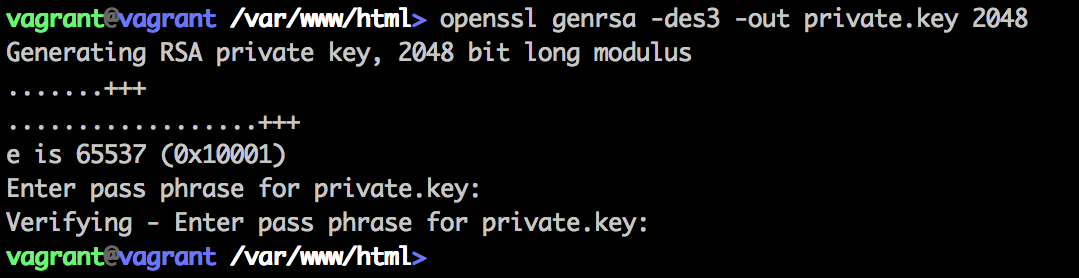 vagrant@vagrant /var/www/html> openssl genrsa -des3 -out private.key 2048
Generating RSA private key, 2048 bit long modulus
.......+++
..................+++
e is 65537 (0x10001)
Enter pass phrase for private.key:
Verifying - Enter pass phrase for private.key:
vagrant@vagrant /var/www/html>